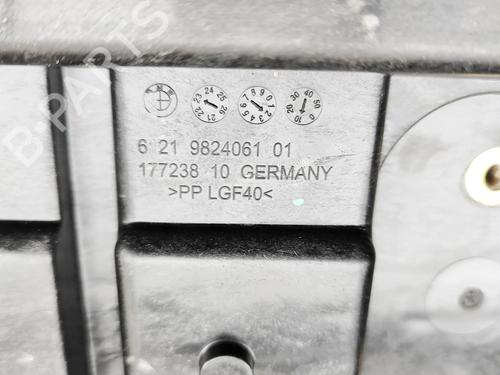 6 21 9824061 01
177238 10 GERMANY
>PP LGF40<
B-PARTS